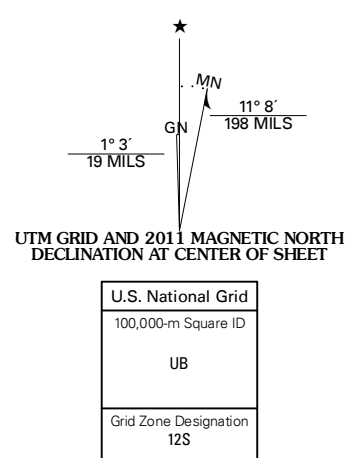 ★
MN
11° 8´
198 MILS
GN
1° 3´
19 MILS
UTM GRID AND 2011 MAGNETIC NORTH
DECLINATION AT CENTER OF SHEET
U.S. National Grid
100,000-m Square ID
UB
Grid Zone Designation
12S